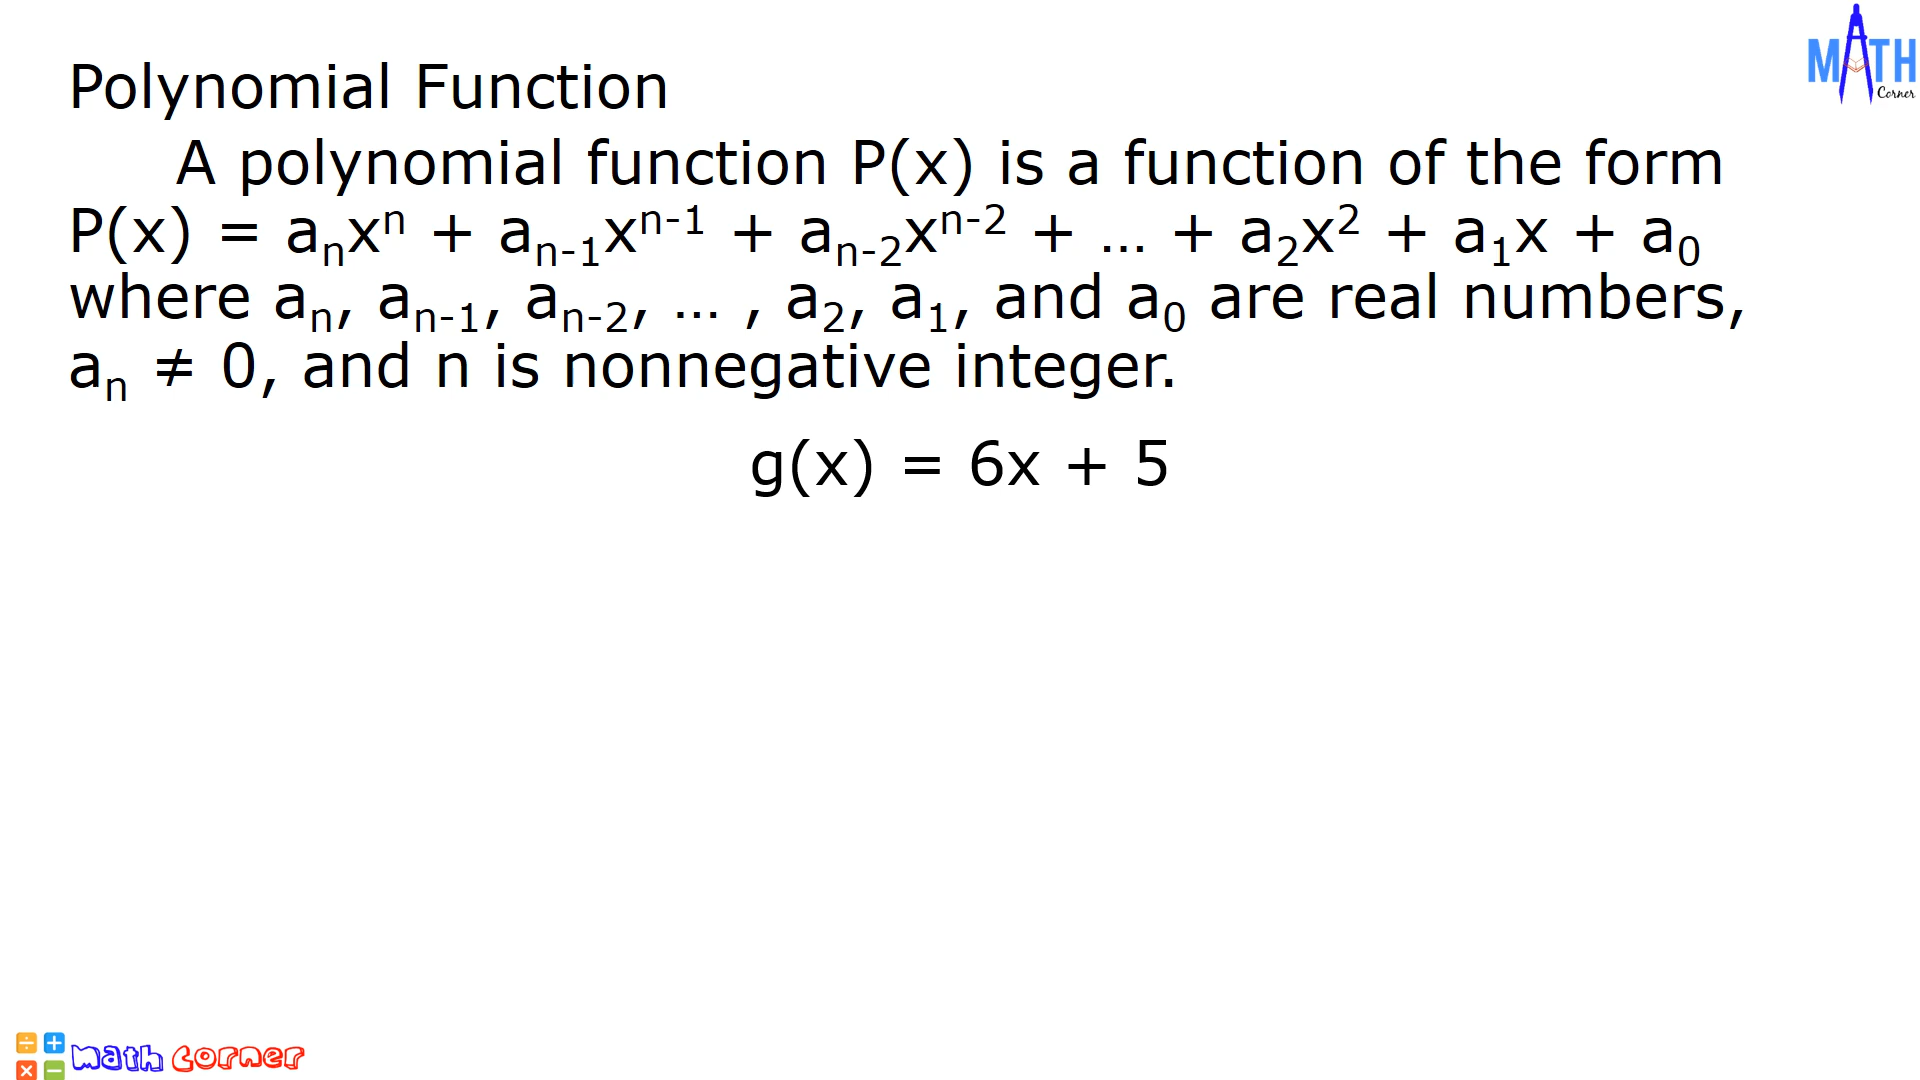 MATH
Corner
Polynomial Function
A polynomial function P(x) is a function of the form
P(x) = aₙxⁿ + aₙ₋₁xⁿ⁻¹ + aₙ₋₂xⁿ⁻² + … + a₂x² + a₁x + a₀
where aₙ, aₙ₋₁, aₙ₋₂, … , a₂, a₁, and a₀ are real numbers,
aₙ ≠ 0, and n is nonnegative integer.
g(x) = 6x + 5
÷ +
math corner
× −